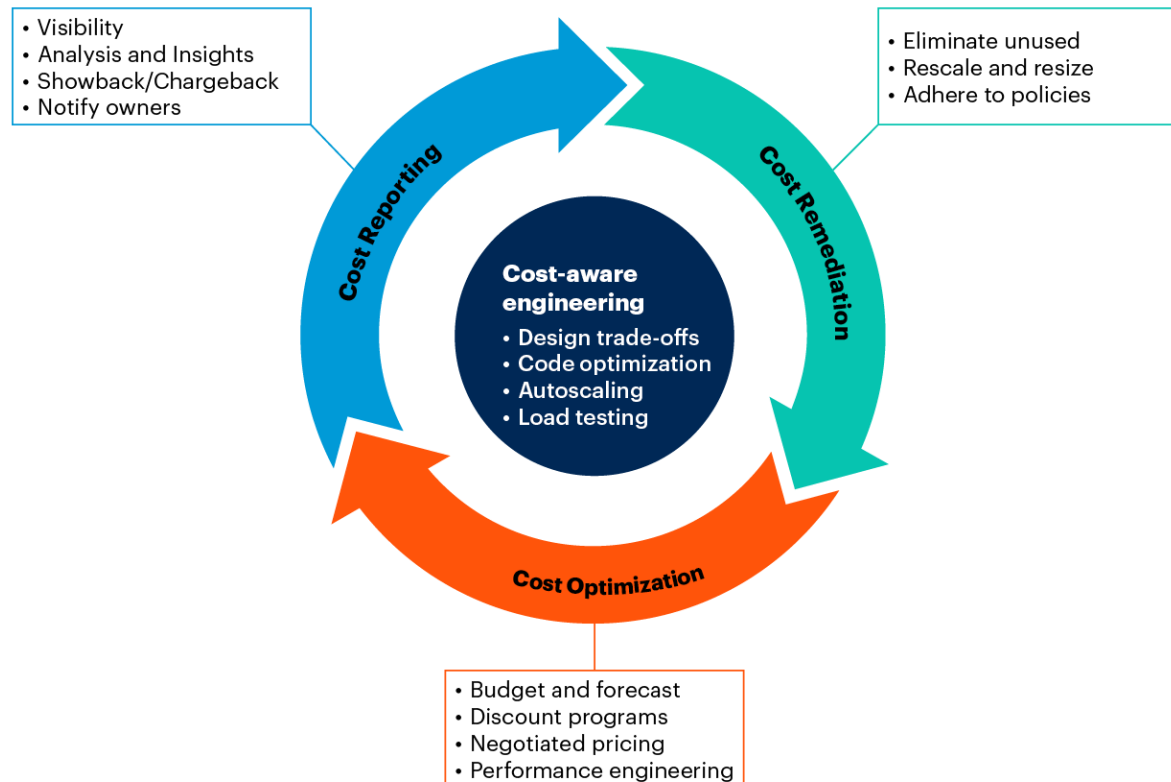 • Visibility
• Analysis and Insights
• Showback/Chargeback
• Notify owners
• Eliminate unused
• Rescale and resize
• Adhere to policies
Cost Reporting
Cost Remediation
Cost-aware
engineering
• Design trade-offs
• Code optimization
• Autoscaling
• Load testing
Cost Optimization
• Budget and forecast
• Discount programs
• Negotiated pricing
• Performance engineering